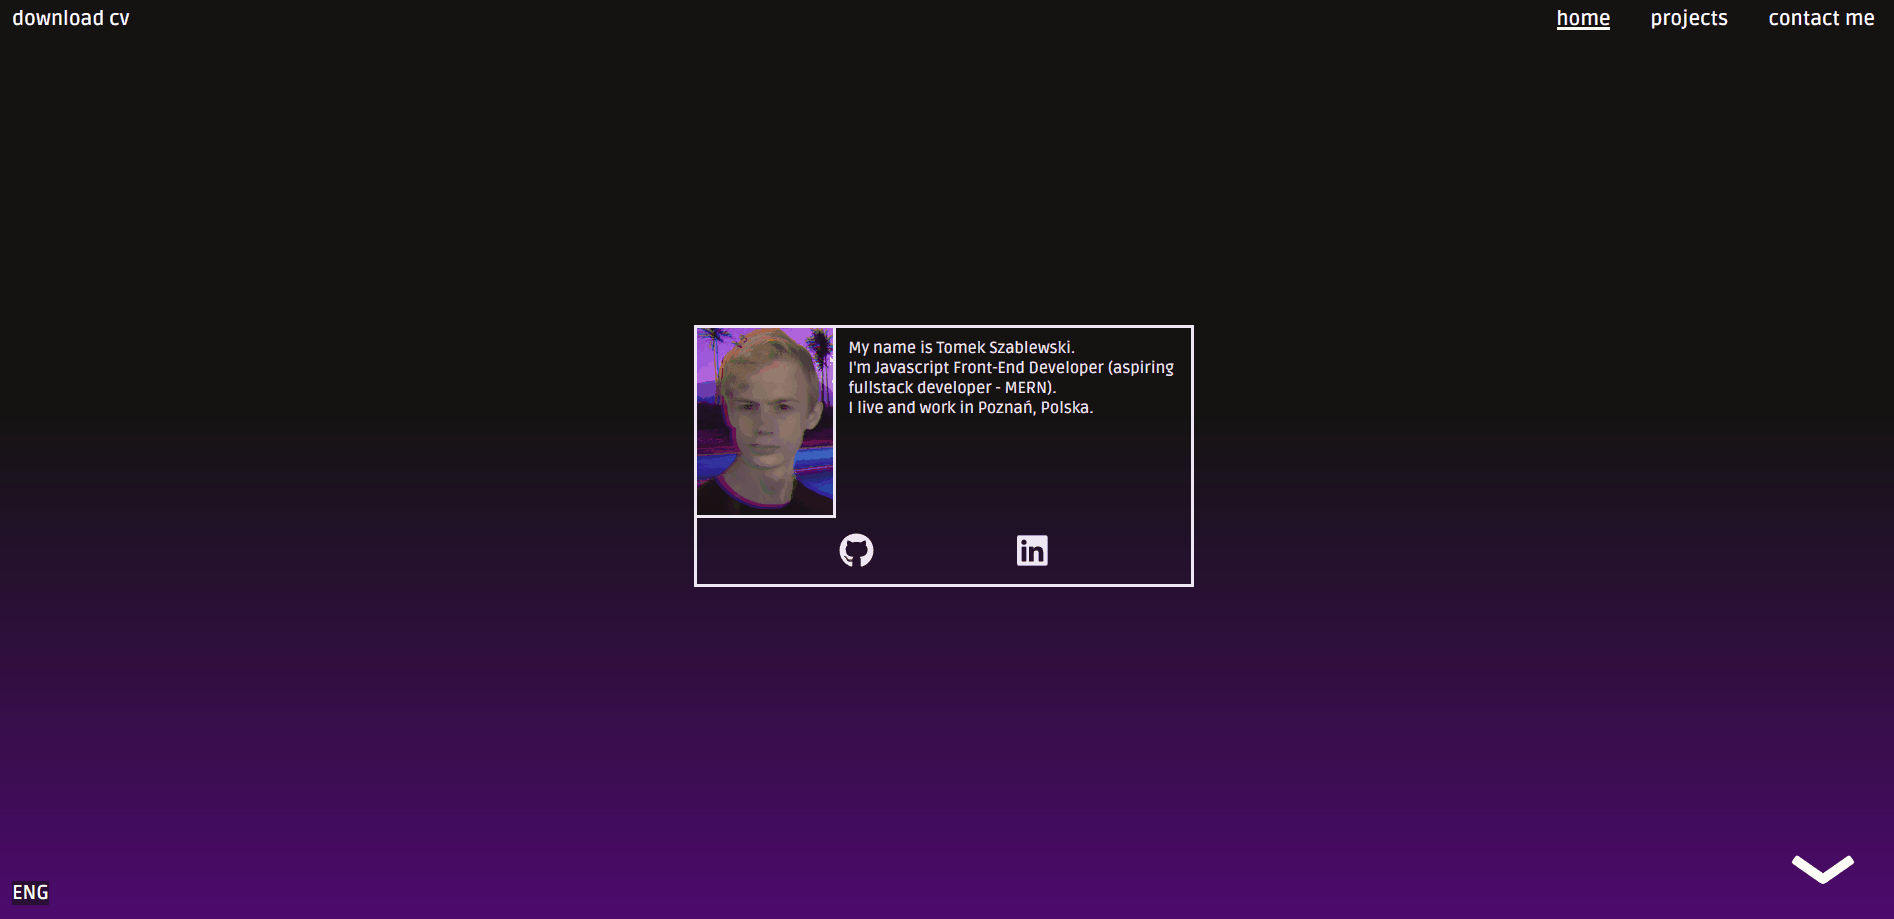 download cv
home
projects
contact me
My name is Tomek Szablewski.
I'm Javascript Front-End Developer (aspiring
fullstack developer - MERN).
I live and work in Poznań, Polska.
in
ENG